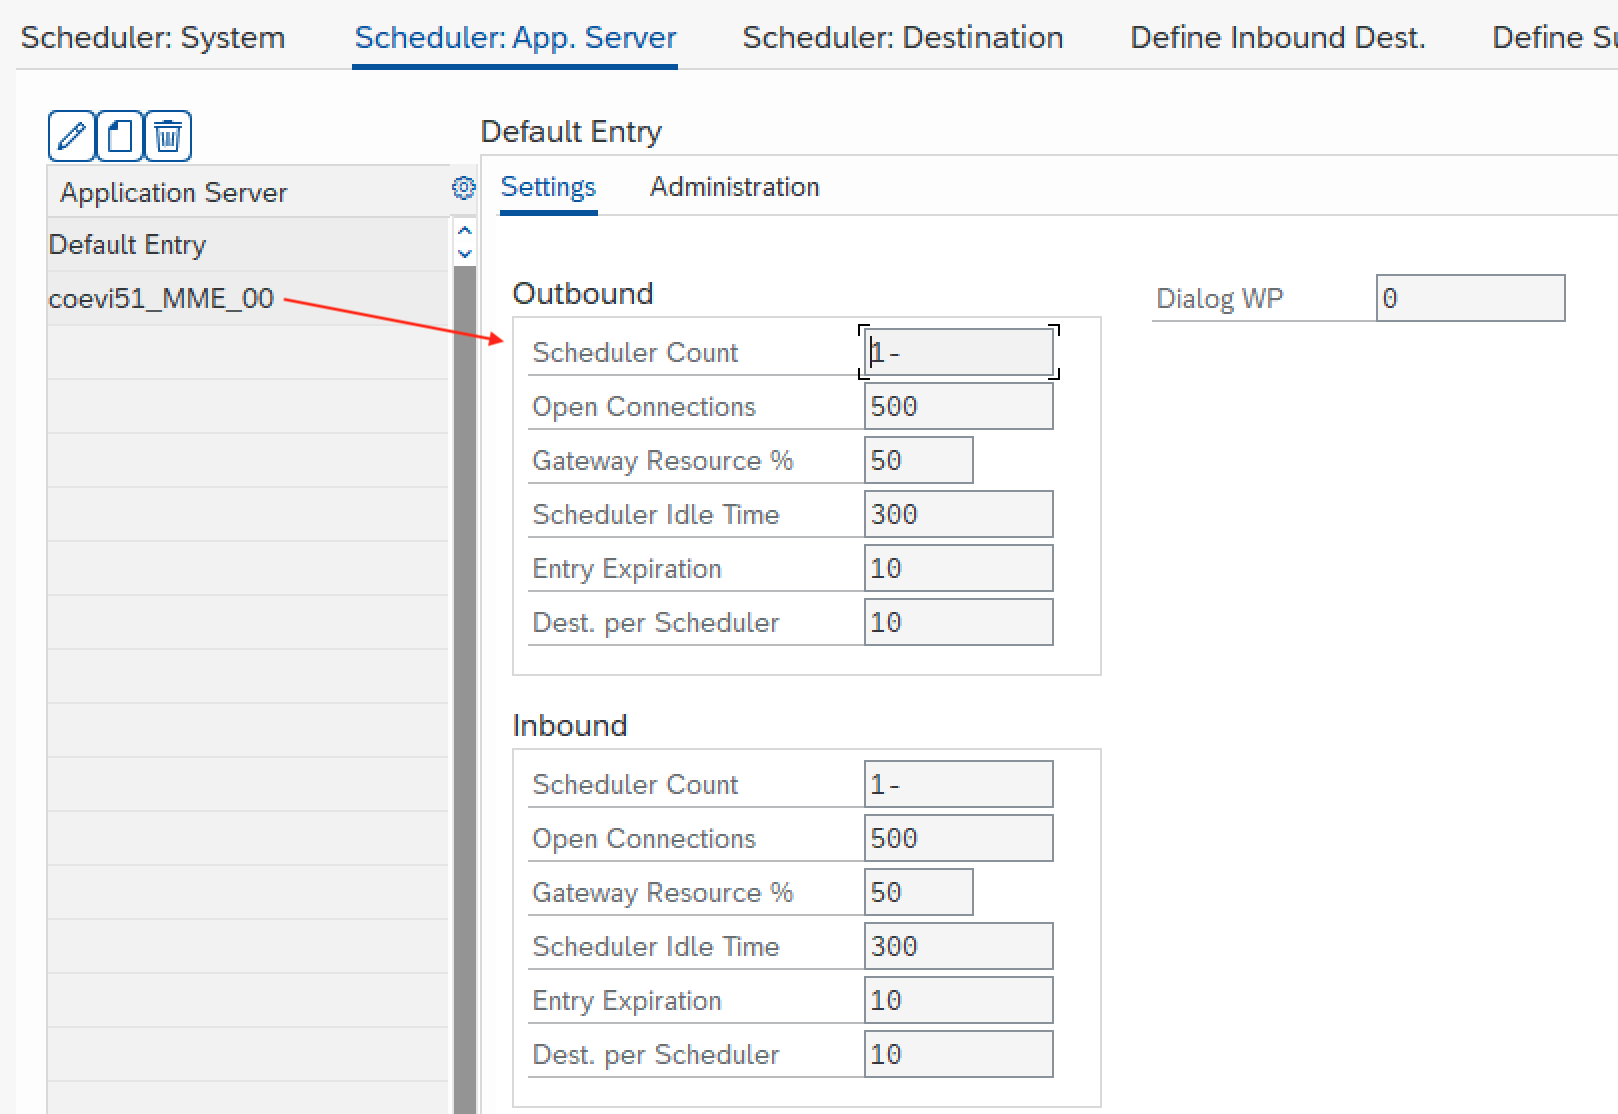 Scheduler: System Scheduler: App. Server Scheduler: Destination Define Inbound Dest. Define Su
Default Entry
Application Server
Settings Administration
Default Entry
coevi51_MME_00
Outbound
Dialog WP 0
Scheduler Count 1-
Open Connections 500
Gateway Resource % 50
Scheduler Idle Time 300
Entry Expiration 10
Dest. per Scheduler 10
Inbound
Scheduler Count 1-
Open Connections 500
Gateway Resource % 50
Scheduler Idle Time 300
Entry Expiration 10
Dest. per Scheduler 10